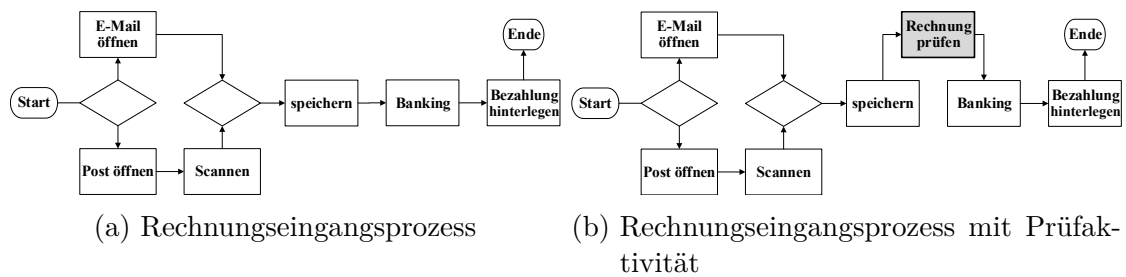 E-Mail
öffnen
Start
Post öffnen
Scannen
speichern
Banking
Bezahlung
hinterlegen
Ende
(a) Rechnungseingangsprozess
E-Mail
öffnen
Start
Post öffnen
Scannen
speichern
Rechnung
prüfen
Banking
Bezahlung
hinterlegen
Ende
(b) Rechnungseingangsprozess mit Prüfak-
tivität